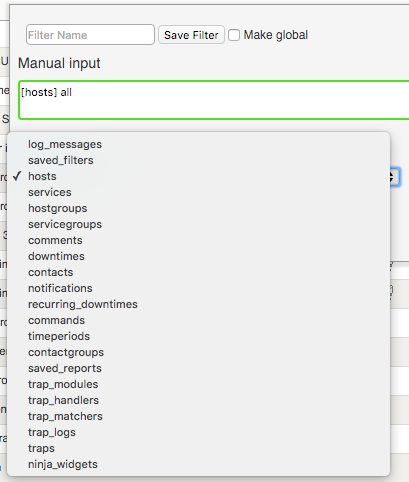 Filter Name Save Filter Make global
Manual input
[hosts] all
log_messages
saved_filters
✓ hosts
services
hostgroups
servicegroups
comments
downtimes
contacts
notifications
recurring_downtimes
commands
timeperiods
contactgroups
saved_reports
trap_modules
trap_handlers
trap_matchers
trap_logs
traps
ninja_widgets